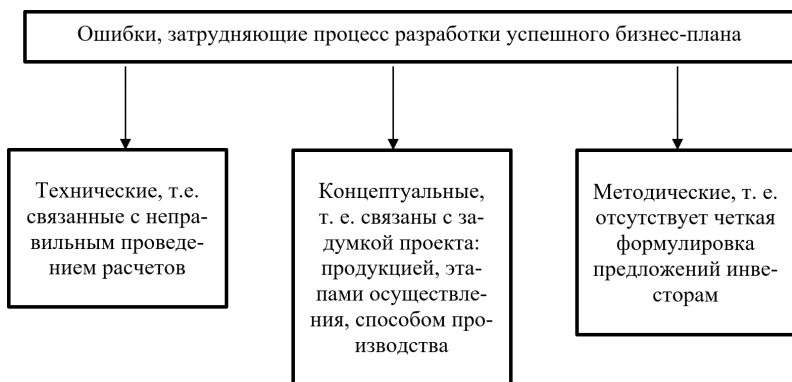 Ошибки, затрудняющие процесс разработки успешного бизнес-плана
Технические, т.е.
связанные с непра-
вильным проведе-
нием расчетов
Концептуальные,
т. е. связаны с за-
думкой проекта:
продукцией, эта-
пами осуществле-
ния, способом про-
изводства
Методические, т. е.
отсутствует четкая
формулировка
предложений инве-
сторам